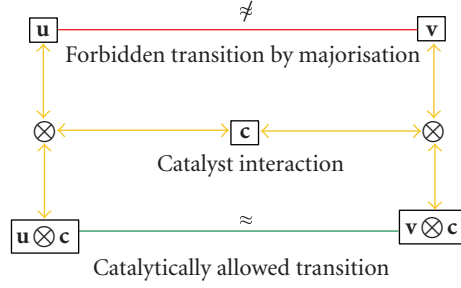 ≉
u v
Forbidden transition by majorisation
⊗ c ⊗
Catalyst interaction
u ⊗ c ≈ v ⊗ c
Catalytically allowed transition